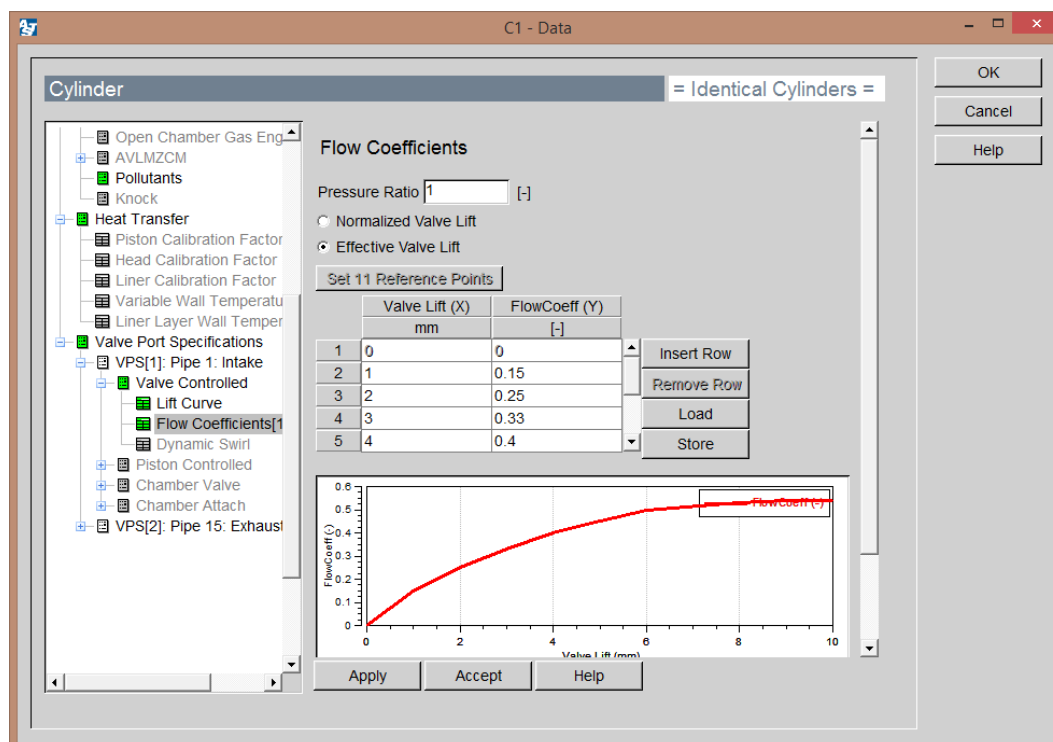 C1 - Data
Cylinder
= Identical Cylinders =
OK
Cancel
Help
Open Chamber Gas Eng
AVLMZCM
Pollutants
Knock
Heat Transfer
Piston Calibration Factor
Head Calibration Factor
Liner Calibration Factor
Variable Wall Temperatu
Liner Layer Wall Temper
Valve Port Specifications
VPS[1]: Pipe 1: Intake
Valve Controlled
Lift Curve
Flow Coefficients[1
Dynamic Swirl
Piston Controlled
Chamber Valve
Chamber Attach
VPS[2]: Pipe 15: Exhaust
Flow Coefficients
Pressure Ratio 1 [-]
Normalized Valve Lift
Effective Valve Lift
Set 11 Reference Points
Valve Lift (X) FlowCoeff (Y)
mm [-]
1 0 0
2 1 0.15
3 2 0.25
4 3 0.33
5 4 0.4
Insert Row
Remove Row
Load
Store
FlowCoeff (-)
0.6
0.5
0.4
0.3
0.2
0.1
0
FlowCoeff (-)
0 2 4 6 8 10
Valve Lift (mm)
Apply Accept Help